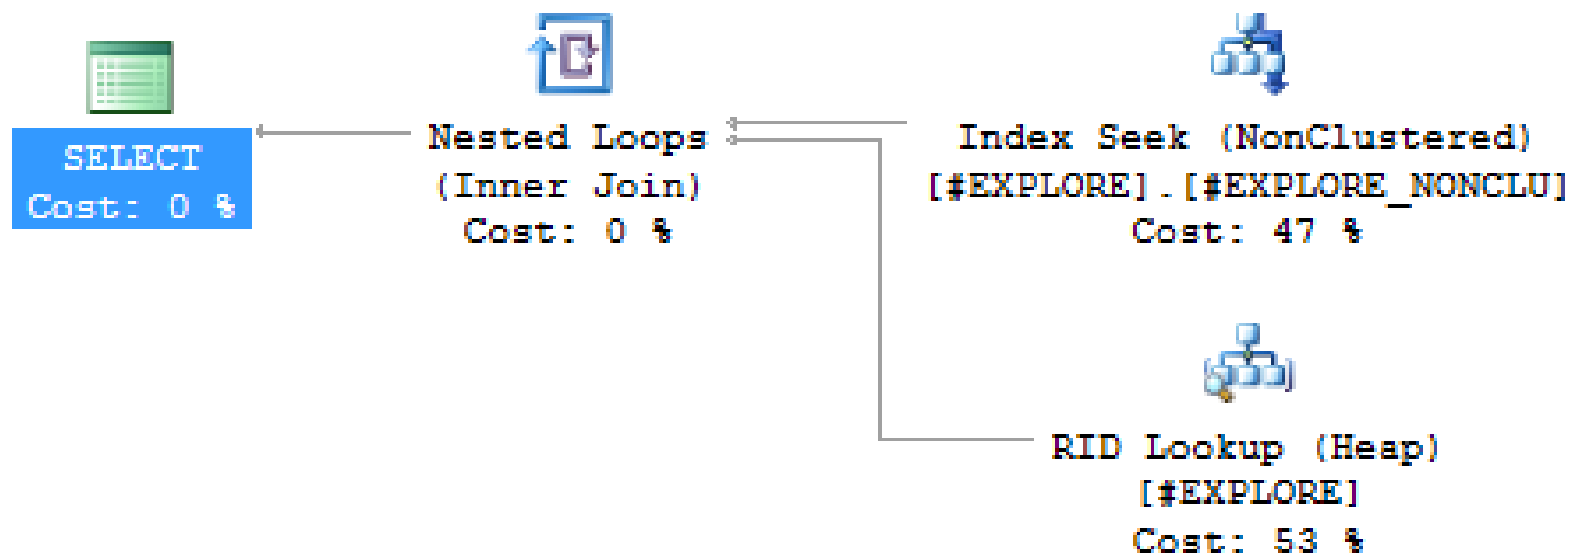 SELECT
Cost: 0 %
Nested Loops
(Inner Join)
Cost: 0 %
Index Seek (NonClustered)
[#EXPLORE].[#EXPLORE_NONCLU]
Cost: 47 %
RID Lookup (Heap)
[#EXPLORE]
Cost: 53 %